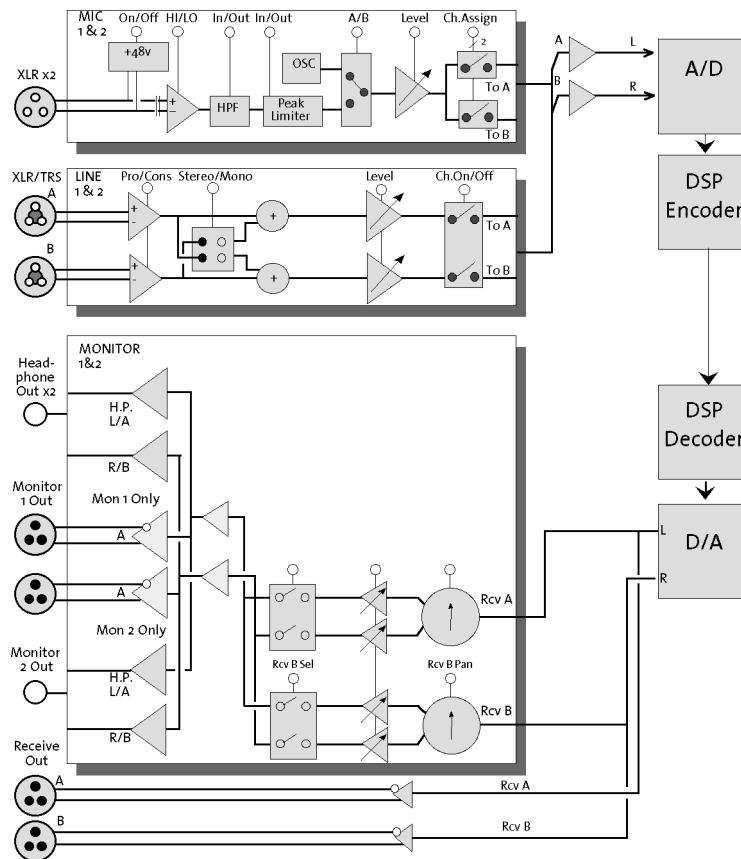 MIC
1 & 2
On/Off
HI/LO
In/Out
In/Out
A/B
Level
Ch.Assign
+48v
XLR x2
+
−
HPF
Peak
Limiter
OSC
2
To A
To B
A
L
B
R
A/D
XLR/TRS
A
B
LINE
1 & 2
Pro/Cons
Stereo/Mono
Level
Ch.On/Off
+
−
+
+
−
+
To A
To B
DSP
Encoder
MONITOR
1&2
Head-
phone
Out x2
H.P.
L/A
R/B
DSP
Decoder
Monitor
1 Out
Mon 1 Only
A
A
Mon 2 Only
D/A
L
R
Rcv A
Monitor
2 Out
H.P.
L/A
R/B
Rcv B Sel
Rcv B Pan
Rcv B
Receive
Out
A
Rcv A
B
Rcv B